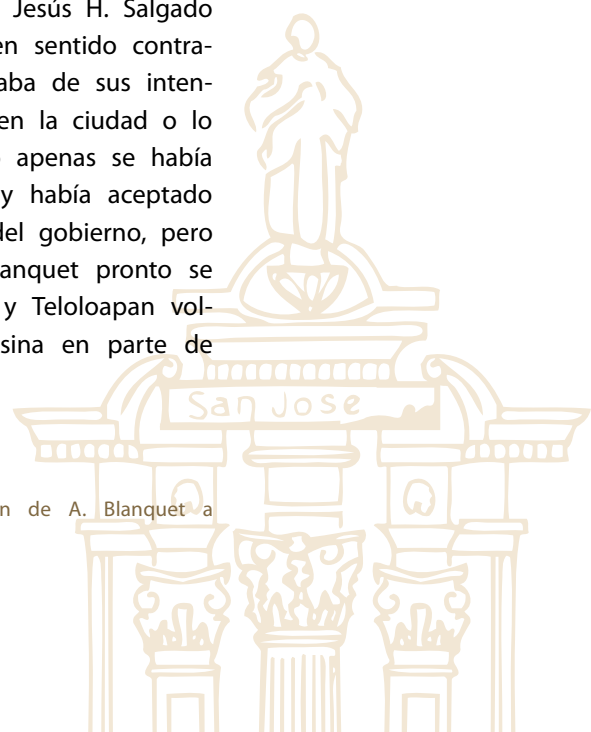 Jesús H. Salgado
en sentido contra-
aba de sus inten-
en la ciudad o lo
apenas se había
y había aceptado
del gobierno, pero
lanquet pronto se
y Teloloapan vol-
sina en parte de
San Jose
n de A. Blanquet a